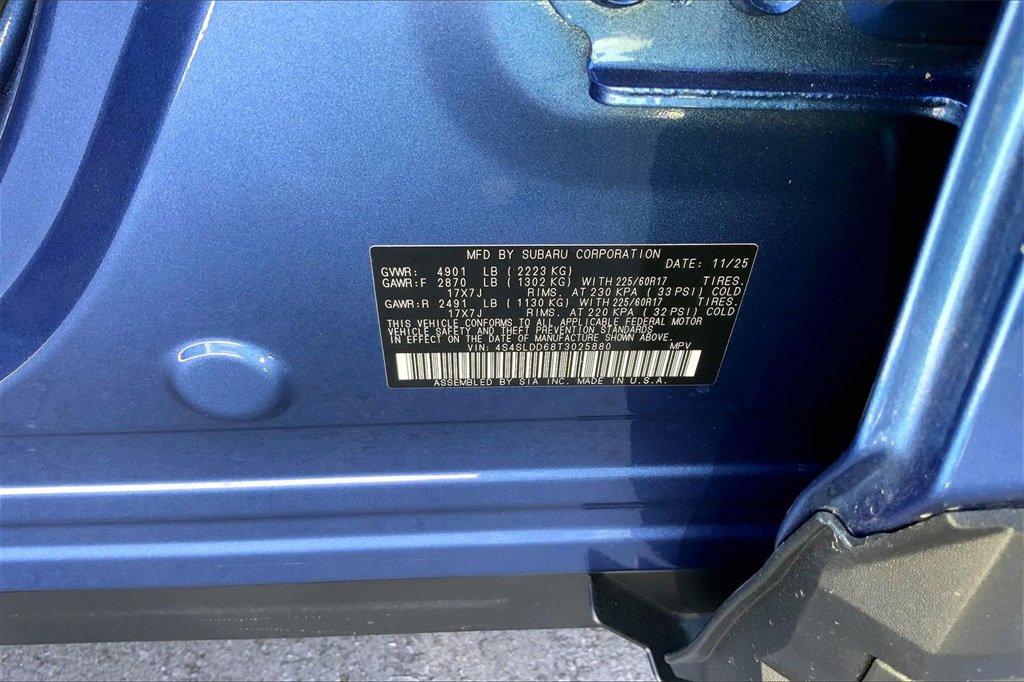 MFD BY SUBARU CORPORATION
DATE: 11/25
GVWR: 4901 LB ( 2223 KG)
GAWR: F 2870 LB ( 1302 KG) WITH 225/60R17 TIRES.
17X7J RIMS. AT 230 KPA ( 33 PSI) COLD
GAWR: R 2491 LB ( 1130 KG) WITH 225/60R17 TIRES.
17X7J RIMS. AT 220 KPA ( 32 PSI) COLD
THIS VEHICLE CONFORMS TO ALL APPLICABLE FEDERAL MOTOR
VEHICLE SAFETY AND THEFT PREVENTION STANDARDS
IN EFFECT ON THE DATE OF MANUFACTURE SHOWN ABOVE.
VIN: 4S4SLDD68T3025880 MPV
ASSEMBLED BY SIA INC. MADE IN U.S.A.